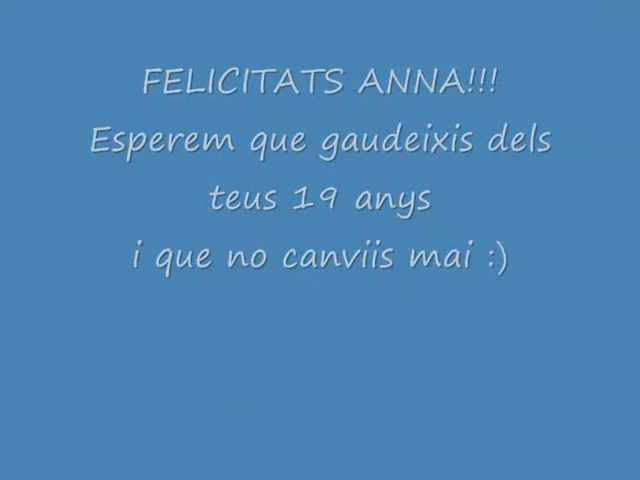 FELICITATS ANNA!!!
Esperem que gaudeixis dels
teus 19 anys
i que no canviis mai :)